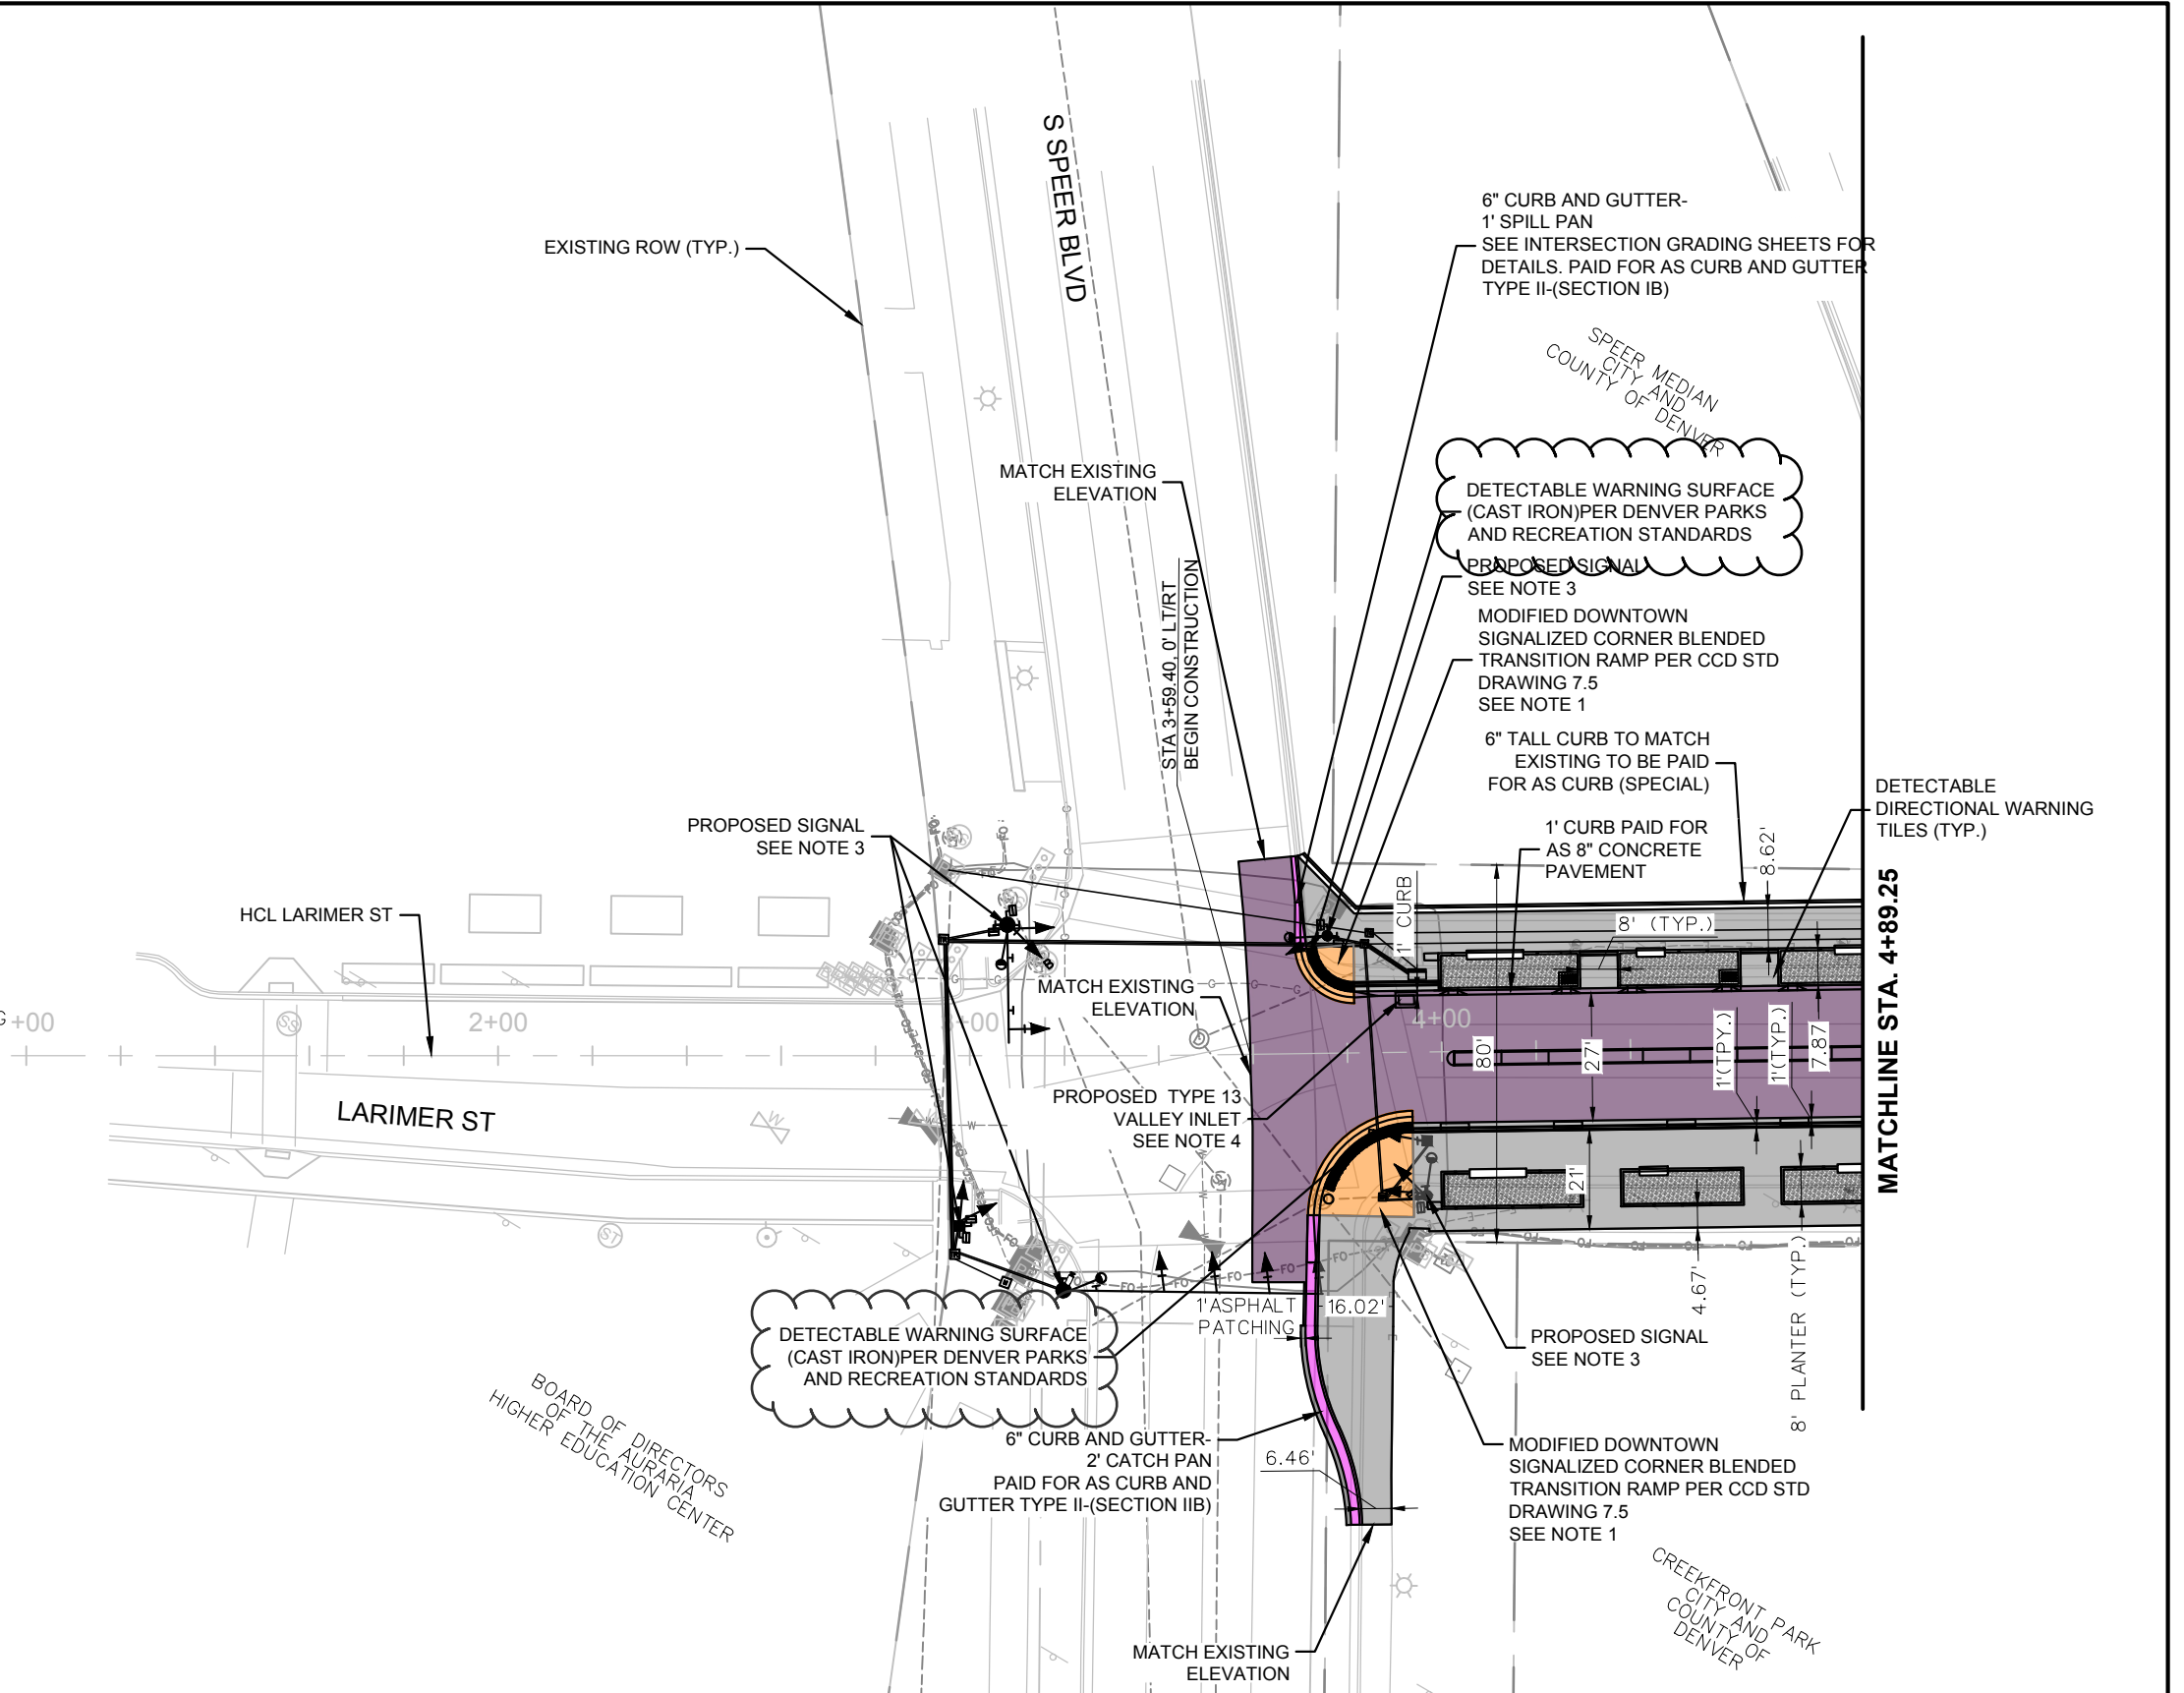 S SPEER BLVD
EXISTING ROW (TYP.)
6" CURB AND GUTTER-
1' SPILL PAN
SEE INTERSECTION GRADING SHEETS FOR
DETAILS. PAID FOR AS CURB AND GUTTER
TYPE II-(SECTION IB)
SPEER MEDIAN
CITY AND
COUNTY OF DENVER
MATCH EXISTING
ELEVATION
DETECTABLE WARNING SURFACE
(CAST IRON)PER DENVER PARKS
AND RECREATION STANDARDS
PROPOSED SIGNAL
SEE NOTE 3
STA 3+59.40, 0' LT/RT
BEGIN CONSTRUCTION
MODIFIED DOWNTOWN
SIGNALIZED CORNER BLENDED
TRANSITION RAMP PER CCD STD
DRAWING 7.5
SEE NOTE 1
6" TALL CURB TO MATCH
EXISTING TO BE PAID
FOR AS CURB (SPECIAL)
DETECTABLE
DIRECTIONAL WARNING
TILES (TYP.)
1' CURB PAID FOR
AS 8" CONCRETE
PAVEMENT
8.62'
PROPOSED SIGNAL
SEE NOTE 3
MATCHLINE STA. 4+89.25
HCL LARIMER ST
1' CURB
8' (TYP.)
MATCH EXISTING
ELEVATION
+00
2+00
3+00
4+00
80'
27'
1'(TPY.)
1'(TYP.)
7.87
LARIMER ST
PROPOSED TYPE 13
VALLEY INLET
SEE NOTE 4
21'
4.67'
8' PLANTER (TYP.)
1'ASPHALT
PATCHING
16.02'
DETECTABLE WARNING SURFACE
(CAST IRON)PER DENVER PARKS
AND RECREATION STANDARDS
PROPOSED SIGNAL
SEE NOTE 3
BOARD OF DIRECTORS
OF THE AURARIA
HIGHER EDUCATION CENTER
6" CURB AND GUTTER-
2' CATCH PAN
PAID FOR AS CURB AND
GUTTER TYPE II-(SECTION IIB)
6.46'
MODIFIED DOWNTOWN
SIGNALIZED CORNER BLENDED
TRANSITION RAMP PER CCD STD
DRAWING 7.5
SEE NOTE 1
CREEKFRONT PARK
CITY AND
COUNTY OF
DENVER
MATCH EXISTING
ELEVATION